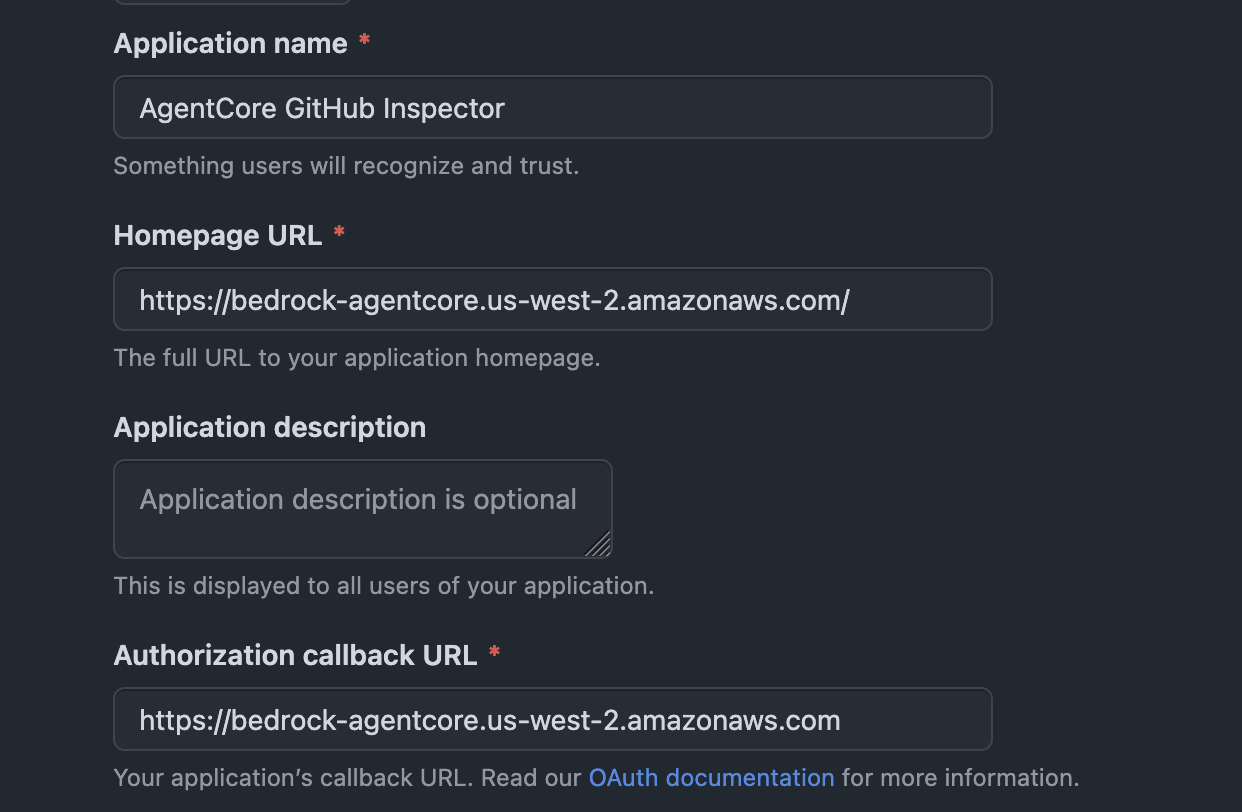 Application name *
AgentCore GitHub Inspector
Something users will recognize and trust.
Homepage URL *
https://bedrock-agentcore.us-west-2.amazonaws.com/
The full URL to your application homepage.
Application description
Application description is optional
This is displayed to all users of your application.
Authorization callback URL *
https://bedrock-agentcore.us-west-2.amazonaws.com
Your application’s callback URL. Read our OAuth documentation for more information.